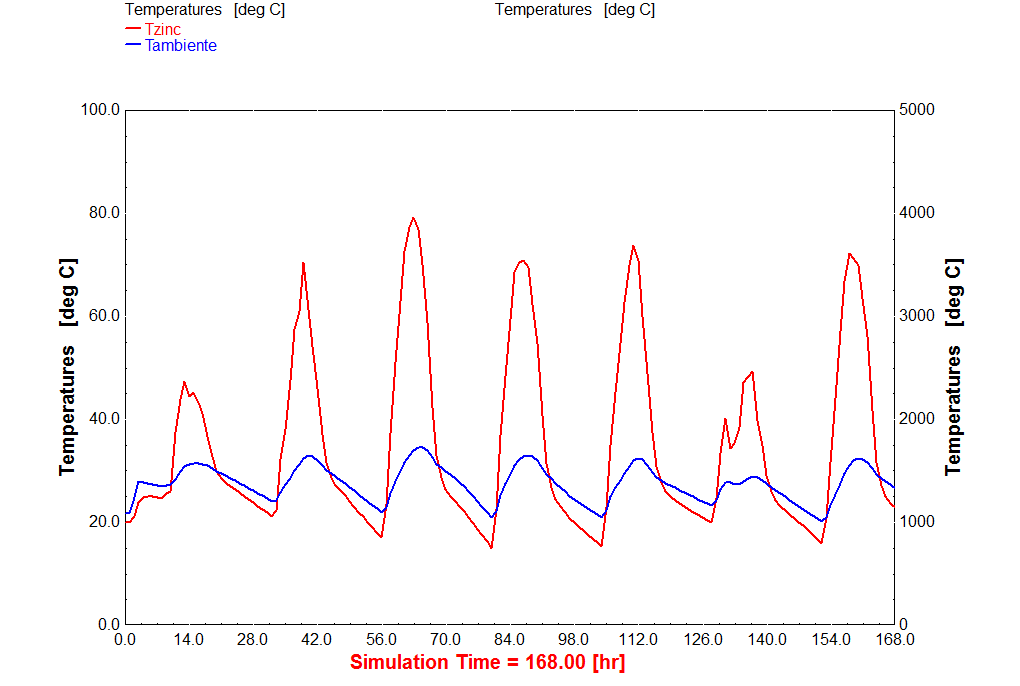 Temperatures [deg C] Temperatures [deg C]
Tzinc
Tambiente
100.0 5000
80.0 4000
60.0 3000
40.0 2000
20.0 1000
0.0 0
Temperatures [deg C]
Temperatures [deg C]
0.0 14.0 28.0 42.0 56.0 70.0 84.0 98.0 112.0 126.0 140.0 154.0 168.0
Simulation Time = 168.00 [hr]